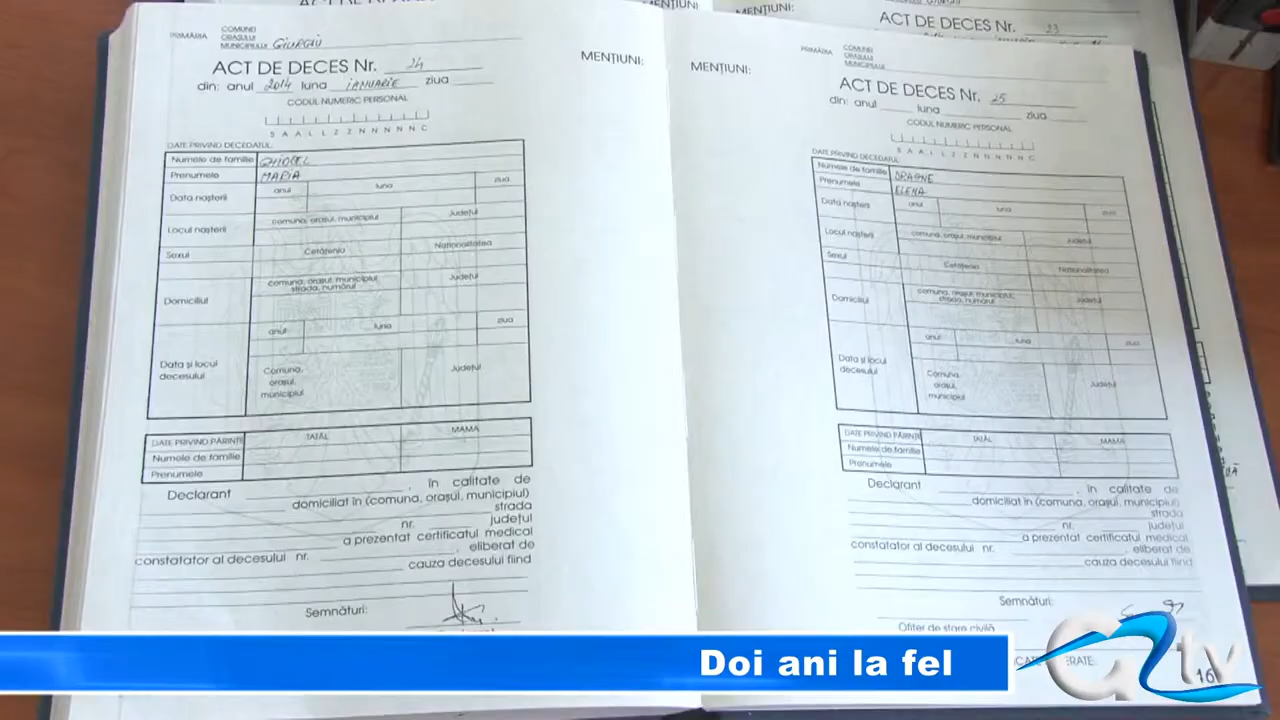 MENȚIUNI:
ACT DE DECES Nr. 23
PRIMĂRIA
COMUNEI
ORAȘULUI
MUNICIPIULUI GIURGIU
ACT DE DECES Nr. 24
din: anul 2014 luna IANUARIE ziua
CODUL NUMERIC PERSONAL
S A A L L Z Z N N N N N C
MENȚIUNI:
DATE PRIVIND DECEDATUL
Numele de familie
Prenumele MARIA
Data nașterii
anul luna ziua
Locul nașterii
comuna, orașul, municipiul Județul
Sexul Cetățenia Naționalitatea
Domiciliul
comuna, orașul, municipiul
strada, numărul
Județul
Data și locul
decesului
anul luna ziua
Comuna,
orașul,
municipiul
Județul
DATE PRIVIND PĂRINȚII TATĂL MAMA
Numele de familie
Prenumele
Declarant , în calitate de
domiciliat în (comuna, orașul, municipiul)
strada
nr. județul
a prezentat certificatul medical
constatator al decesului nr. , eliberat de
cauza decesului fiind
Semnături:
MENȚIUNI:
PRIMĂRIA
COMUNEI
ORAȘULUI
MUNICIPIULUI
ACT DE DECES Nr. 25
din: anul luna ziua
CODUL NUMERIC PERSONAL
S A A L L Z Z N N N N N C
DATE PRIVIND DECEDATUL
Numele de familie DRAGNE
Prenumele ELENA
Data nașterii
anul luna ziua
Locul nașterii
comuna, orașul, municipiul Județul
Sexul Cetățenia Naționalitatea
Domiciliul
comuna, orașul, municipiul,
strada, numărul
Județul
Data și locul
decesului
anul luna ziua
Comuna,
orașul,
municipiul
Județul
DATE PRIVIND PĂRINȚII TATĂL MAMA
Numele de familie
Prenumele
Declarant , în calitate de
domiciliat în (comuna, orașul, municipiul)
strada
nr. județul
a prezentat certificatul medical
constatator al decesului nr. , eliberat de
cauza decesului fiind
Semnături:
Ofițer de stare civilă
16
Doi ani la fel
tv